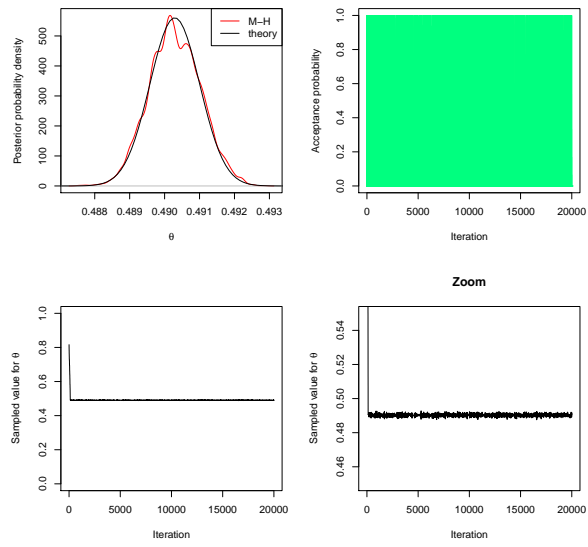 Posterior probability density
0 100 200 300 400 500
0.488 0.489 0.490 0.491 0.492 0.493
θ
M−H
theory
Acceptance probability
0.0 0.2 0.4 0.6 0.8 1.0
0 5000 10000 15000 20000
Iteration
Sampled value for θ
0.0 0.2 0.4 0.6 0.8 1.0
0 5000 10000 15000 20000
Iteration
Zoom
Sampled value for θ
0.46 0.48 0.50 0.52 0.54
0 5000 10000 15000 20000
Iteration